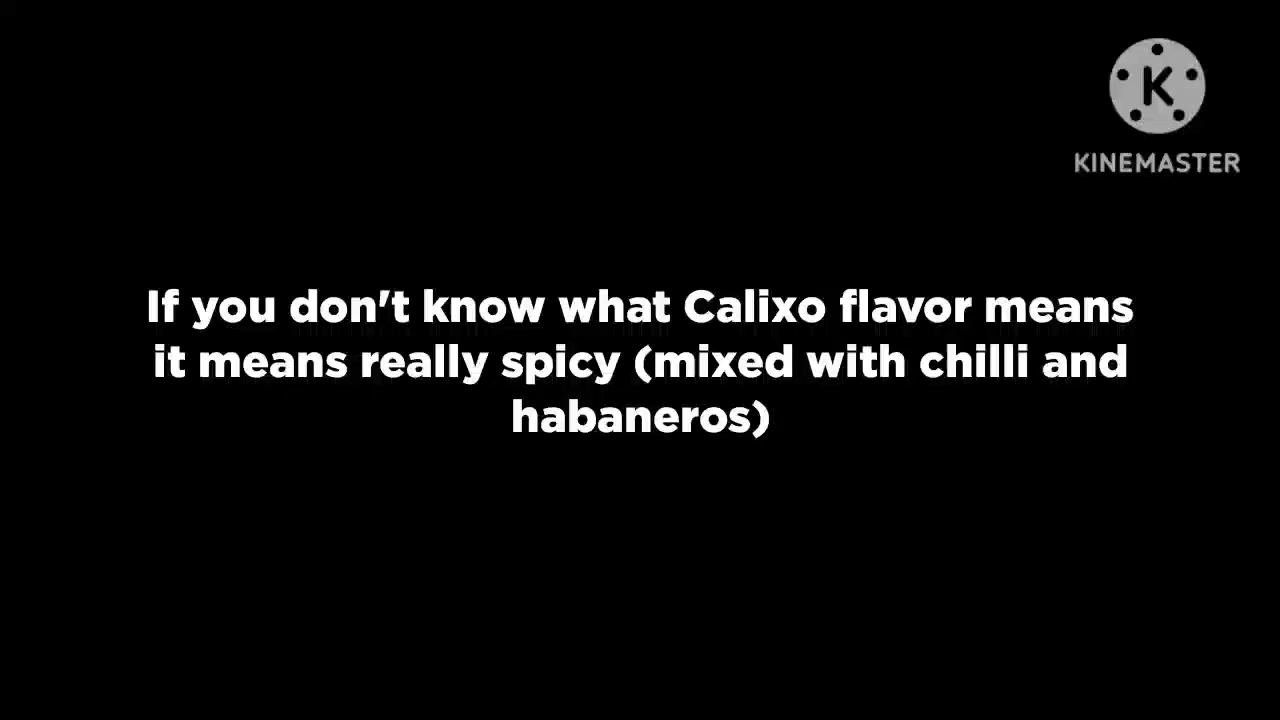 K
KINEMASTER
If you don't know what Calixo flavor means
it means really spicy (mixed with chilli and
habaneros)